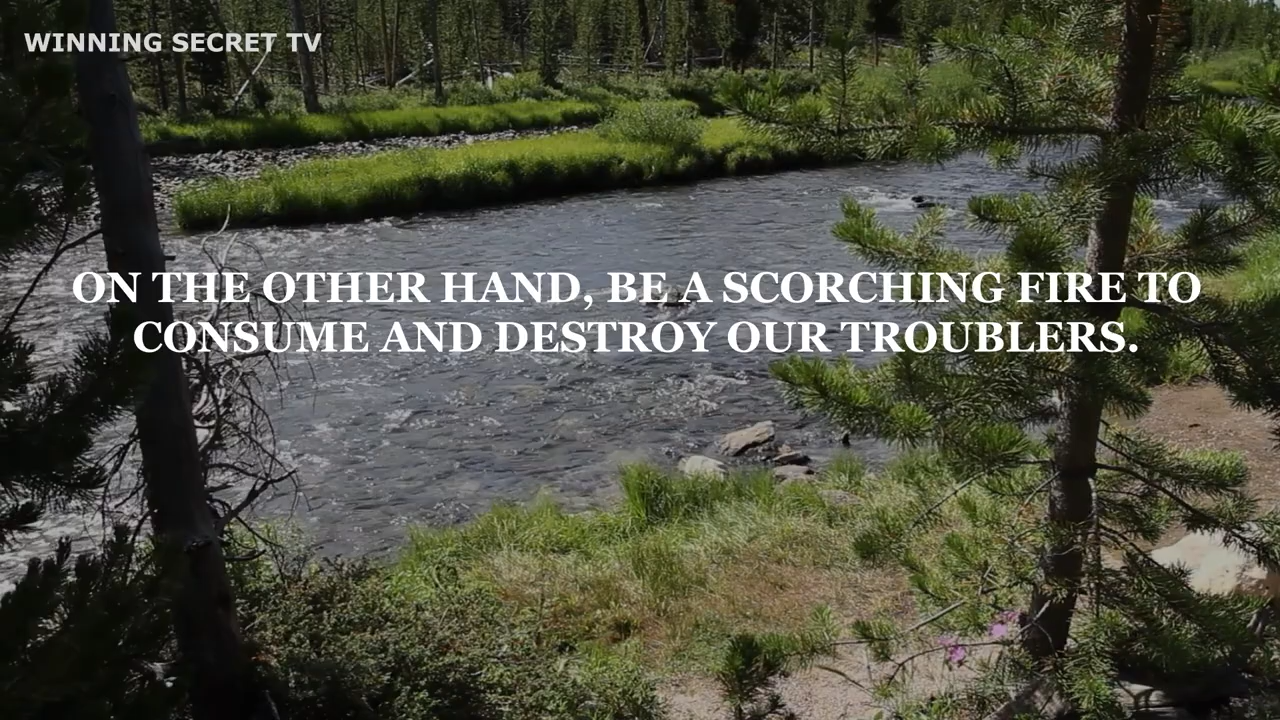 WINNING SECRET TV
ON THE OTHER HAND, BE A SCORCHING FIRE TO
CONSUME AND DESTROY OUR TROUBLERS.